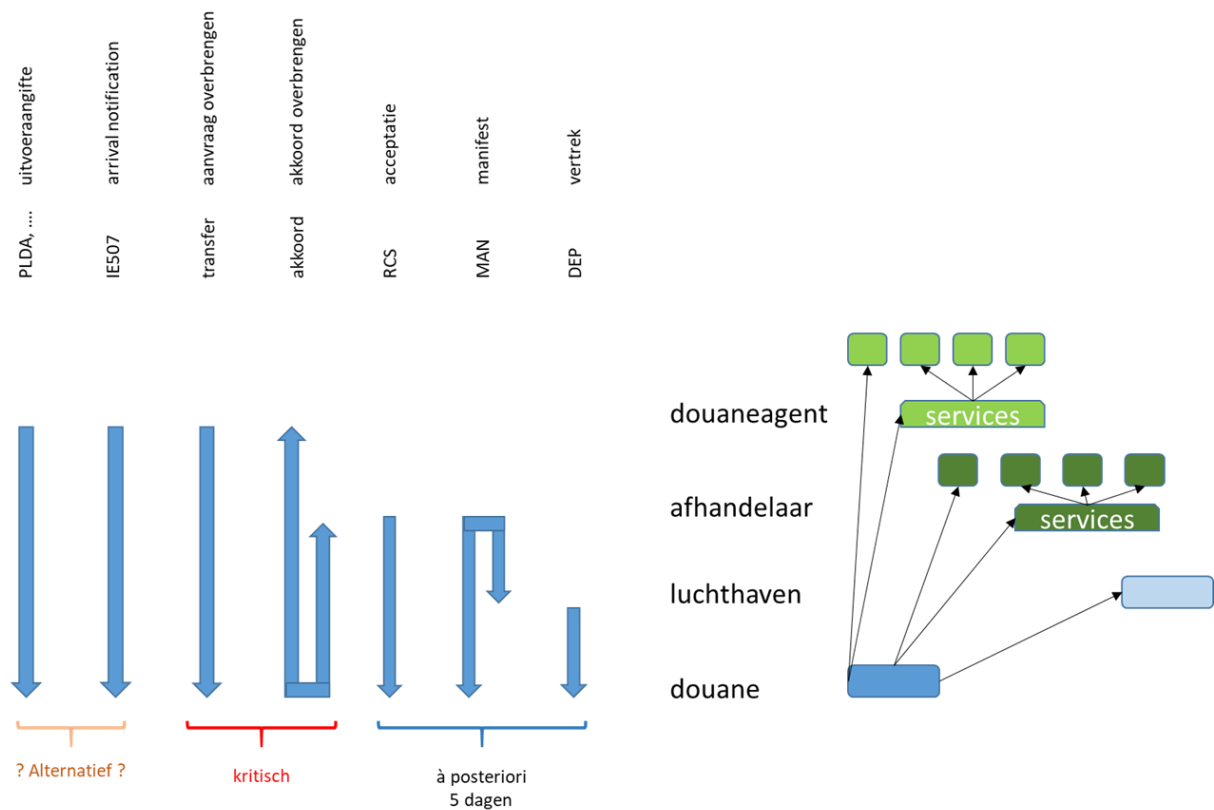 uitvoeraangifte
arrival notification
aanvraag overbrengen
akkoord overbrengen
acceptatie
manifest
vertrek
PLDA, ....
IE507
transfer
akkoord
RCS
MAN
DEP
? Alternatief ?
kritisch
à posteriori
5 dagen
douaneagent
services
afhandelaar
services
luchthaven
douane